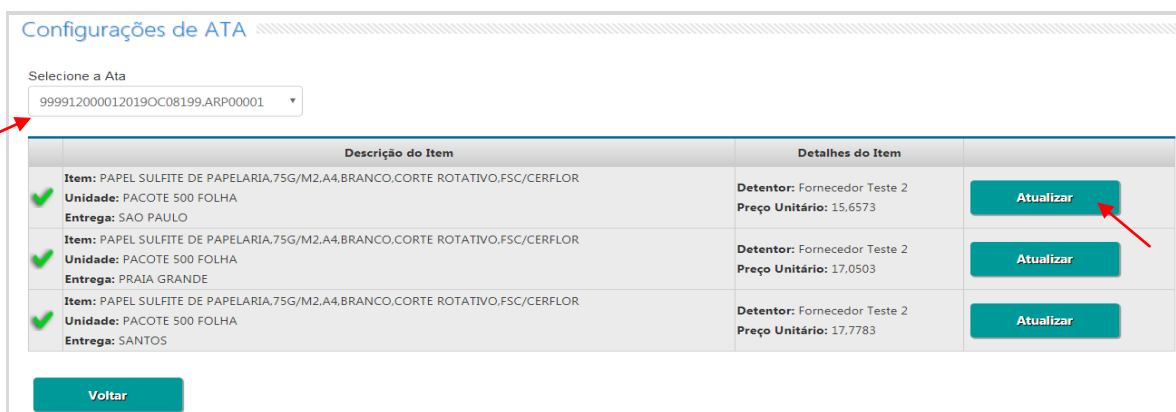 Configurações de ATA
Selecione a Ata
999912000012019OC08199.ARP00001
Descrição do Item
Detalhes do Item
Item: PAPEL SULFITE DE PAPELARIA,75G/M2,A4,BRANCO,CORTE ROTATIVO,FSC/CERFLOR
Unidade: PACOTE 500 FOLHA
Entrega: SAO PAULO
Detentor: Fornecedor Teste 2
Preço Unitário: 15,6573
Atualizar
Item: PAPEL SULFITE DE PAPELARIA,75G/M2,A4,BRANCO,CORTE ROTATIVO,FSC/CERFLOR
Unidade: PACOTE 500 FOLHA
Entrega: PRAIA GRANDE
Detentor: Fornecedor Teste 2
Preço Unitário: 17,0503
Atualizar
Item: PAPEL SULFITE DE PAPELARIA,75G/M2,A4,BRANCO,CORTE ROTATIVO,FSC/CERFLOR
Unidade: PACOTE 500 FOLHA
Entrega: SANTOS
Detentor: Fornecedor Teste 2
Preço Unitário: 17,7783
Atualizar
Voltar